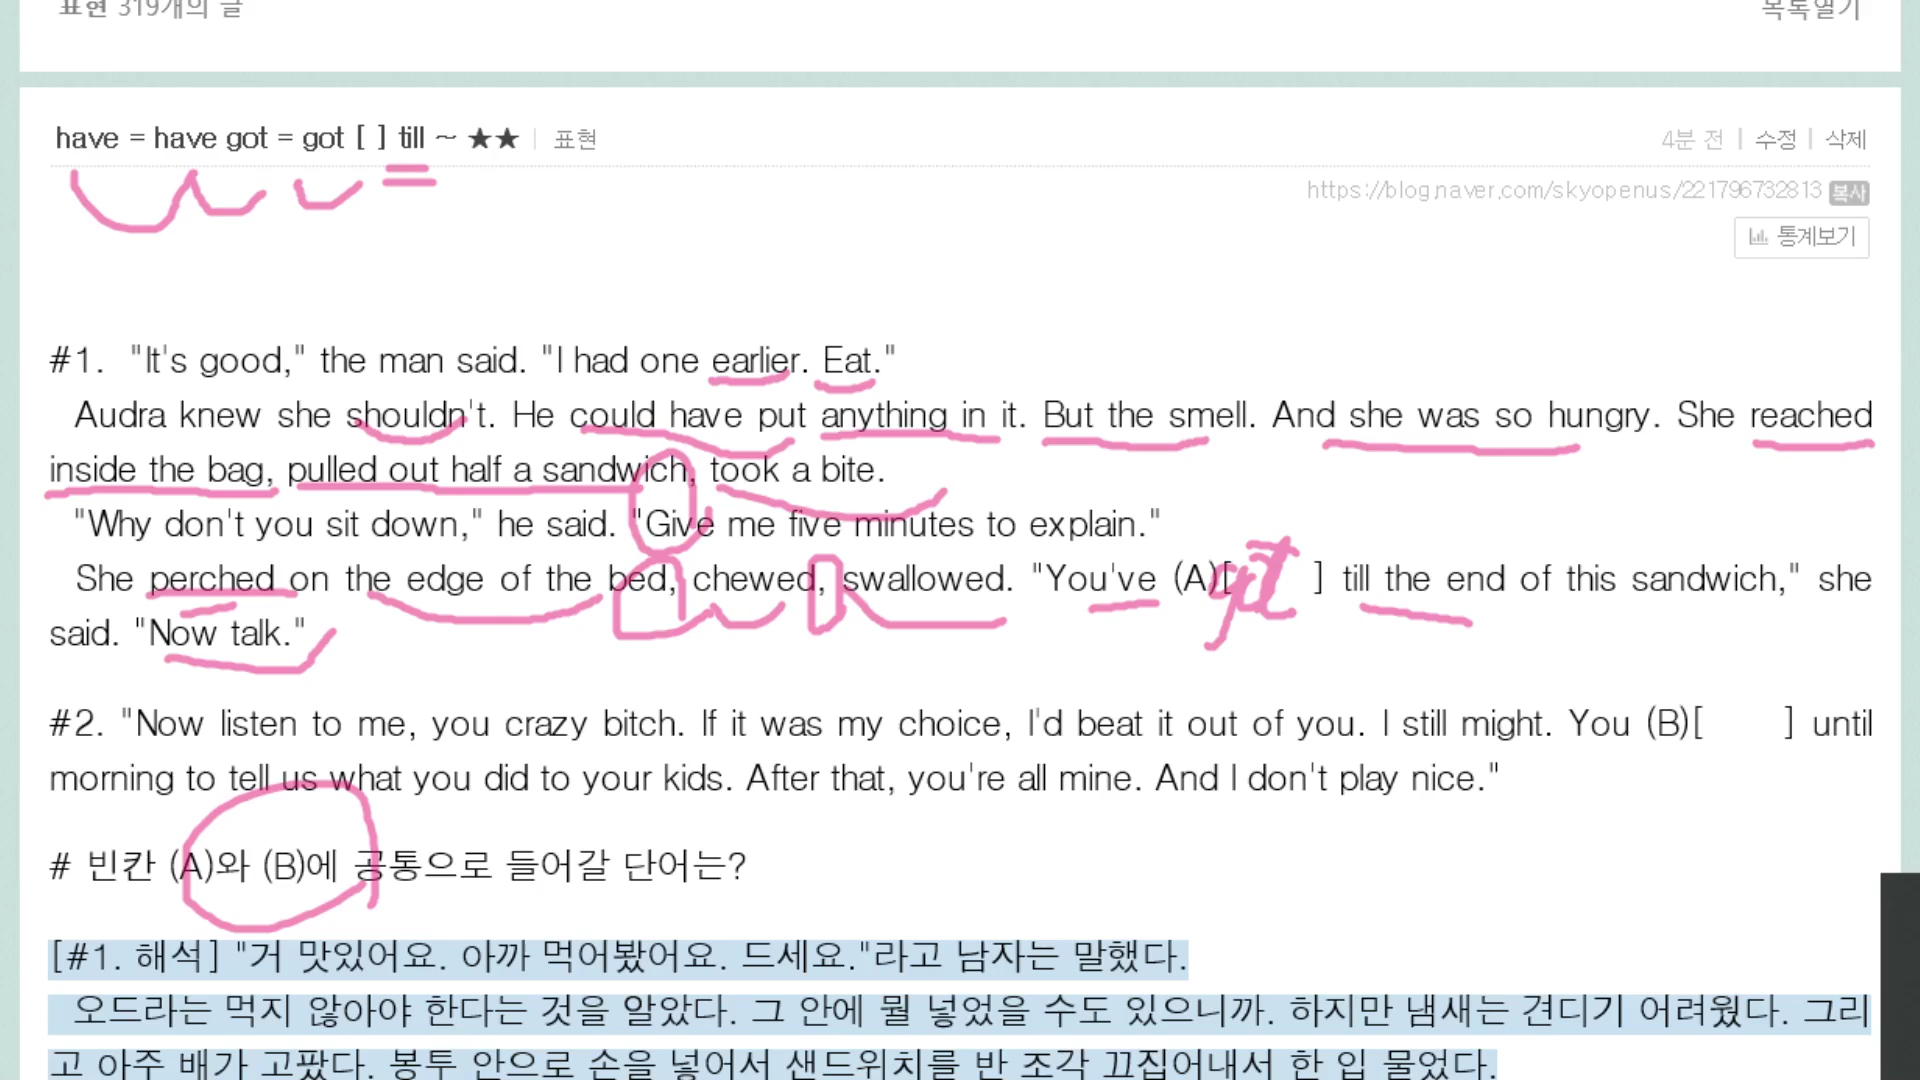 표현 319개의 글 목록열기
have = have got = got [ ] till ~ ★★ | 표현 4분 전 | 수정 | 삭제
https://blog.naver.com/skyopenus/221796732813 복사
통계보기
#1. "It's good," the man said. "I had one earlier. Eat."
Audra knew she shouldn't. He could have put anything in it. But the smell. And she was so hungry. She reached
inside the bag, pulled out half a sandwich, took a bite.
"Why don't you sit down," he said. "Give me five minutes to explain."
She perched on the edge of the bed, chewed, swallowed. "You've (A)[ got ] till the end of this sandwich," she
said. "Now talk."
#2. "Now listen to me, you crazy bitch. If it was my choice, I'd beat it out of you. I still might. You (B)[ ] until
morning to tell us what you did to your kids. After that, you're all mine. And I don't play nice."
# 빈칸 (A)와 (B)에 공통으로 들어갈 단어는?
[#1. 해석] "거 맛있어요. 아까 먹어봤어요. 드세요."라고 남자는 말했다.
오드라는 먹지 않아야 한다는 것을 알았다. 그 안에 뭘 넣었을 수도 있으니까. 하지만 냄새는 견디기 어려웠다. 그리
고 아주 배가 고팠다. 봉투 안으로 손을 넣어서 샌드위치를 반 조각 끄집어내서 한 입 물었다.